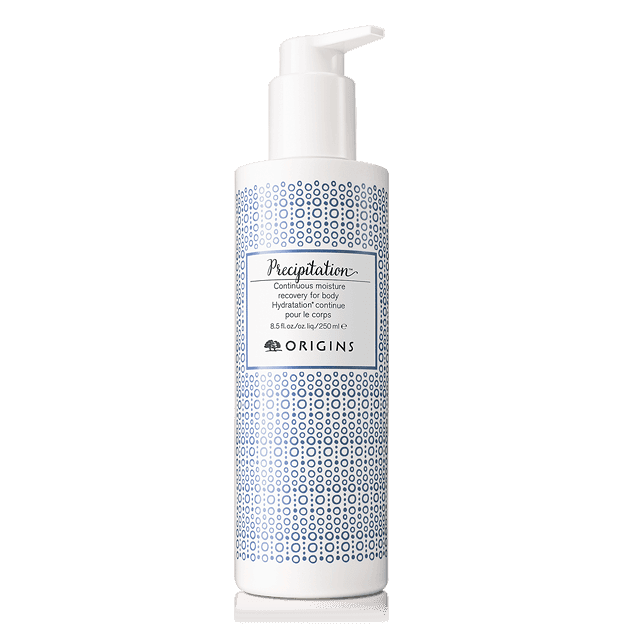 Precipitation™
Continuous moisture
recovery for body
Hydratation* continue
pour le corps
8.5 fl.oz./oz. liq./250 ml ℮
ORIGINS